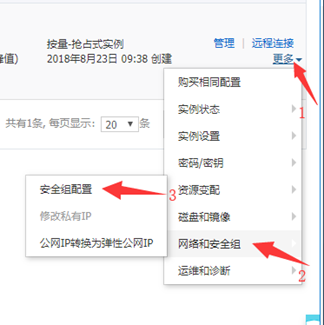 管理 | 远程连接
按量-抢占式实例
峰值)
2018年8月23日 09:38 创建
更多
购买相同配置
共有1条, 每页显示: 20 条
实例状态
1
实例设置
密码/密钥
安全组配置
3
资源变配
修改私有IP
磁盘和镜像
公网IP转换为弹性公网IP
网络和安全组
2
运维和诊断